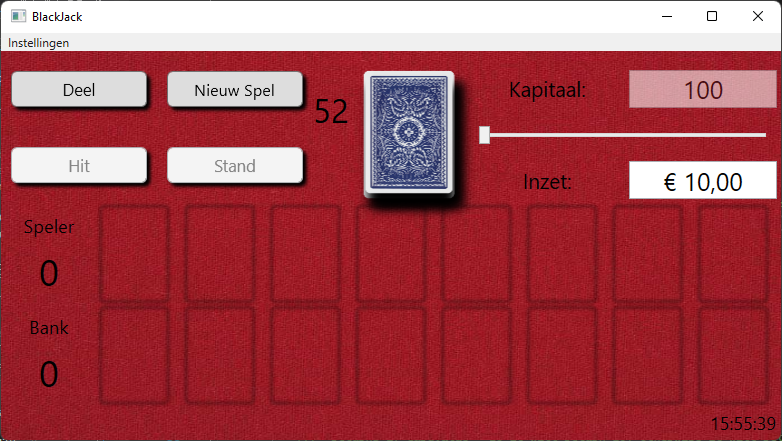 BlackJack
Instellingen
Deel
Nieuw Spel
52
Kapitaal:
100
Hit
Stand
Inzet:
€ 10,00
Speler
0
Bank
0
15:55:39